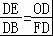 DE/DB = OD/FD